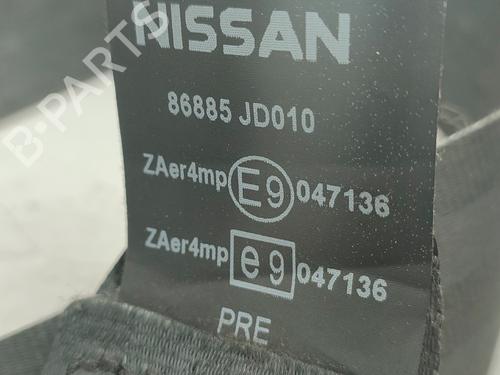 B-PARTS
NISSAN
86885 JD010
ZAer4mp E9 047136
ZAer4mp e9 047136
PRE